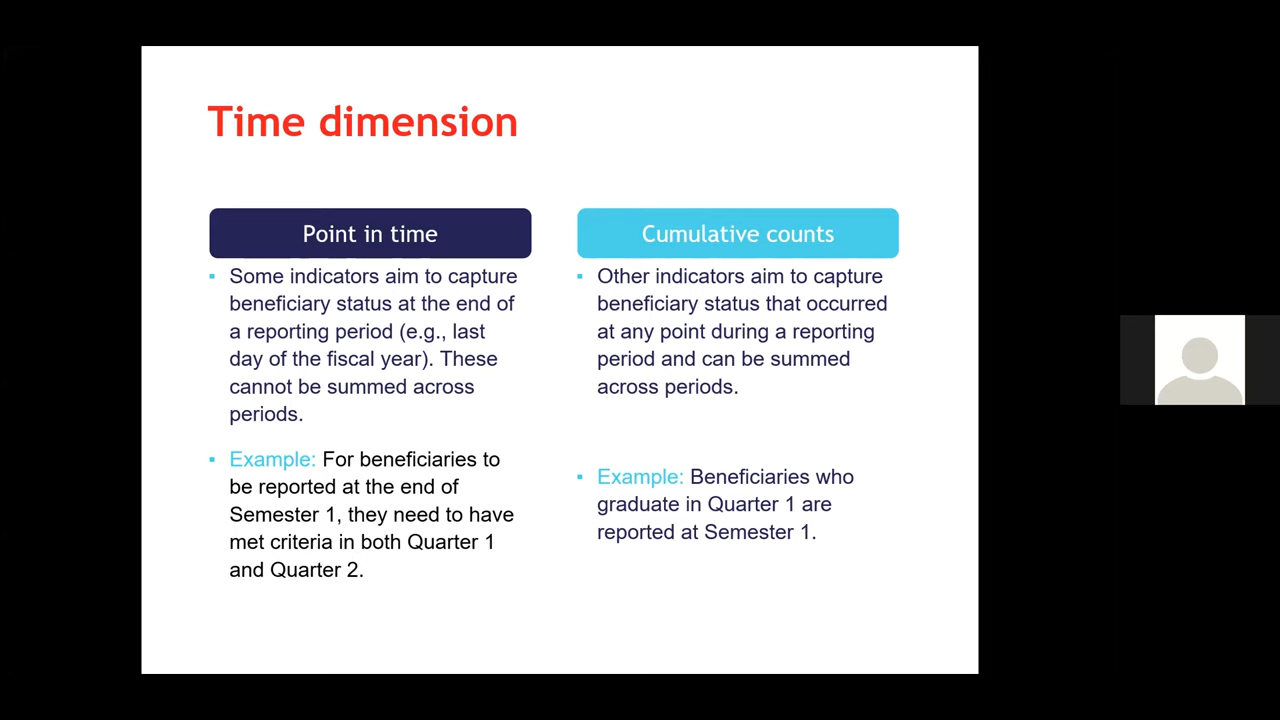 Time dimension
Point in time
Some indicators aim to capture
beneficiary status at the end of
a reporting period (e.g., last
day of the fiscal year). These
cannot be summed across
periods.
Example: For beneficiaries to
be reported at the end of
Semester 1, they need to have
met criteria in both Quarter 1
and Quarter 2.
Cumulative counts
Other indicators aim to capture
beneficiary status that occurred
at any point during a reporting
period and can be summed
across periods.
Example: Beneficiaries who
graduate in Quarter 1 are
reported at Semester 1.